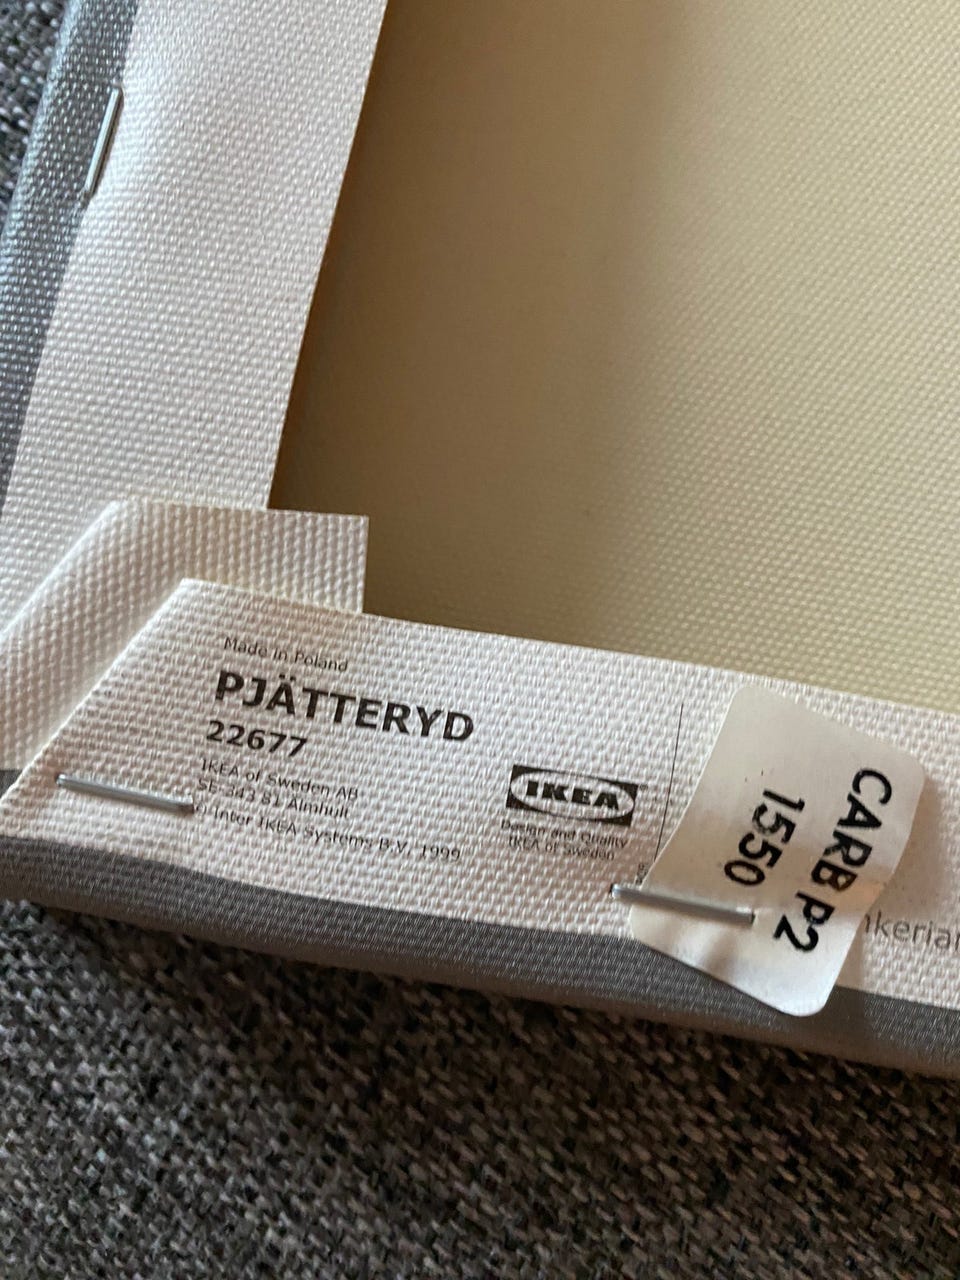 Made in Poland
PJÄTTERYD
22677
IKEA of Sweden AB
SE-343 81 Älmhult
© Inter IKEA Systems B.V. 1999
IKEA
Design and Quality
IKEA of Sweden
CARB P2
1550